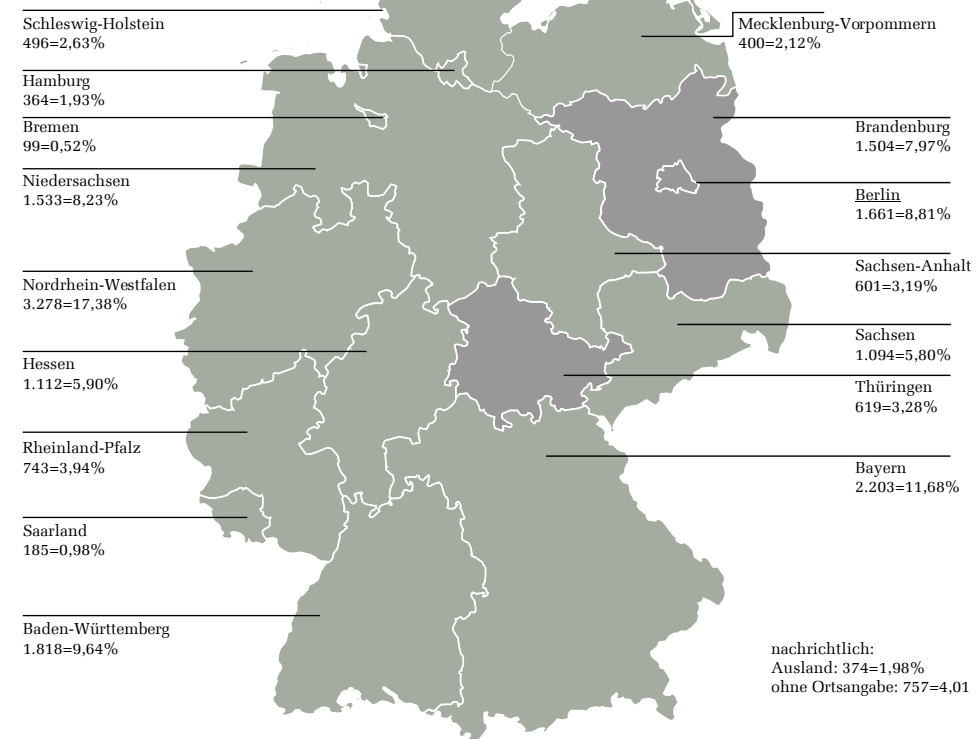 Schleswig-Holstein
496=2,63%
Hamburg
364=1,93%
Bremen
99=0,52%
Niedersachsen
1.533=8,23%
Nordrhein-Westfalen
3.278=17,38%
Hessen
1.112=5,90%
Rheinland-Pfalz
743=3,94%
Saarland
185=0,98%
Baden-Württemberg
1.818=9,64%
Mecklenburg-Vorpommern
400=2,12%
Brandenburg
1.504=7,97%
Berlin
1.661=8,81%
Sachsen-Anhalt
601=3,19%
Sachsen
1.094=5,80%
Thüringen
619=3,28%
Bayern
2.203=11,68%
nachrichtlich:
Ausland: 374=1,98%
ohne Ortsangabe: 757=4,01